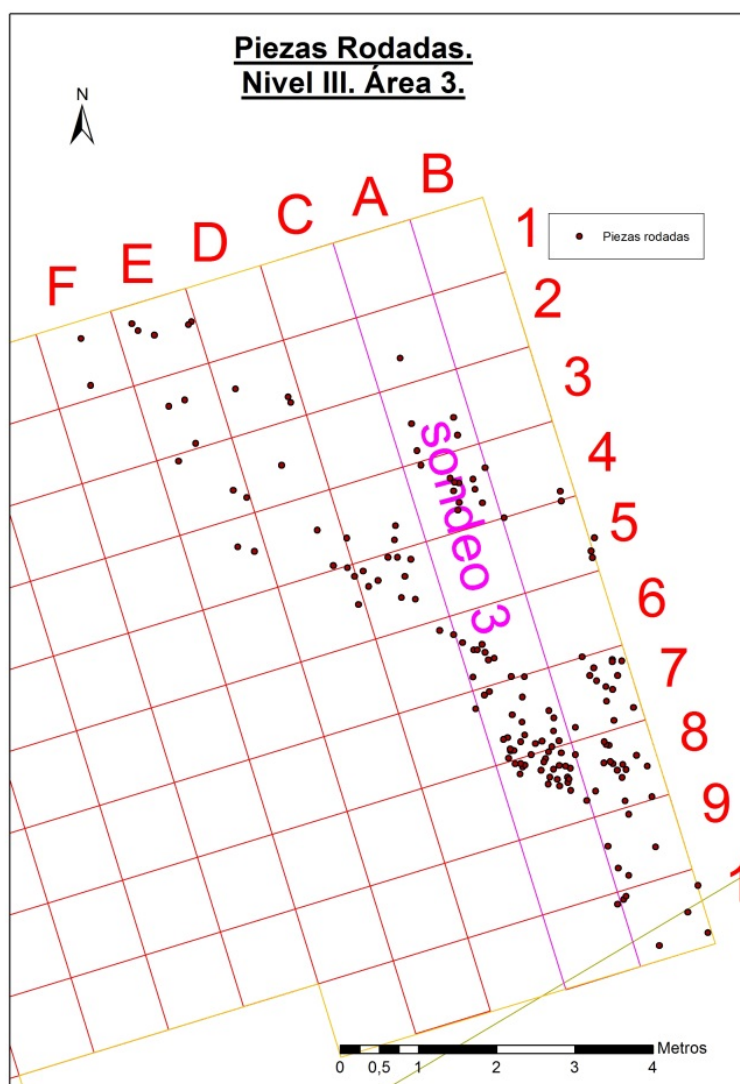 Piezas Rodadas.
Nivel III. Área 3.
N
F E D C A B
Piezas rodadas
1
2
3
4
5
6
7
8
9
sondeo 3
0 0,5 1 2 3 4 Metros